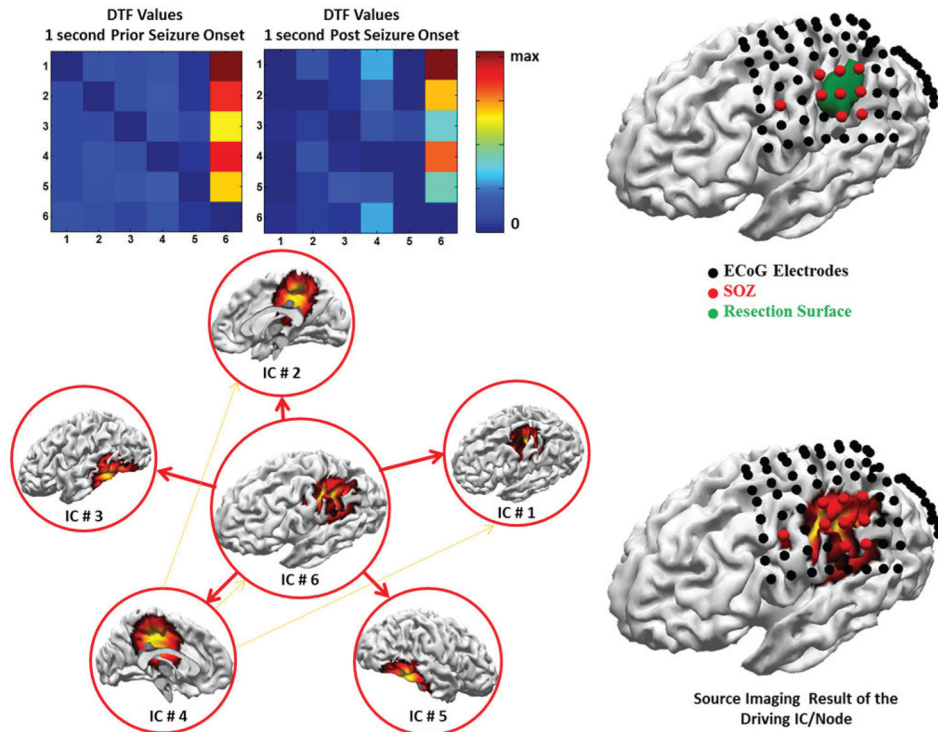 DTF Values
1 second Prior Seizure Onset
DTF Values
1 second Post Seizure Onset
1
2
3
4
5
6
1 2 3 4 5 6
1
2
3
4
5
6
1 2 3 4 5 6
max
0
ECoG Electrodes
SOZ
Resection Surface
IC # 2
IC # 3
IC # 1
IC # 6
IC # 4
IC # 5
Source Imaging Result of the
Driving IC/Node